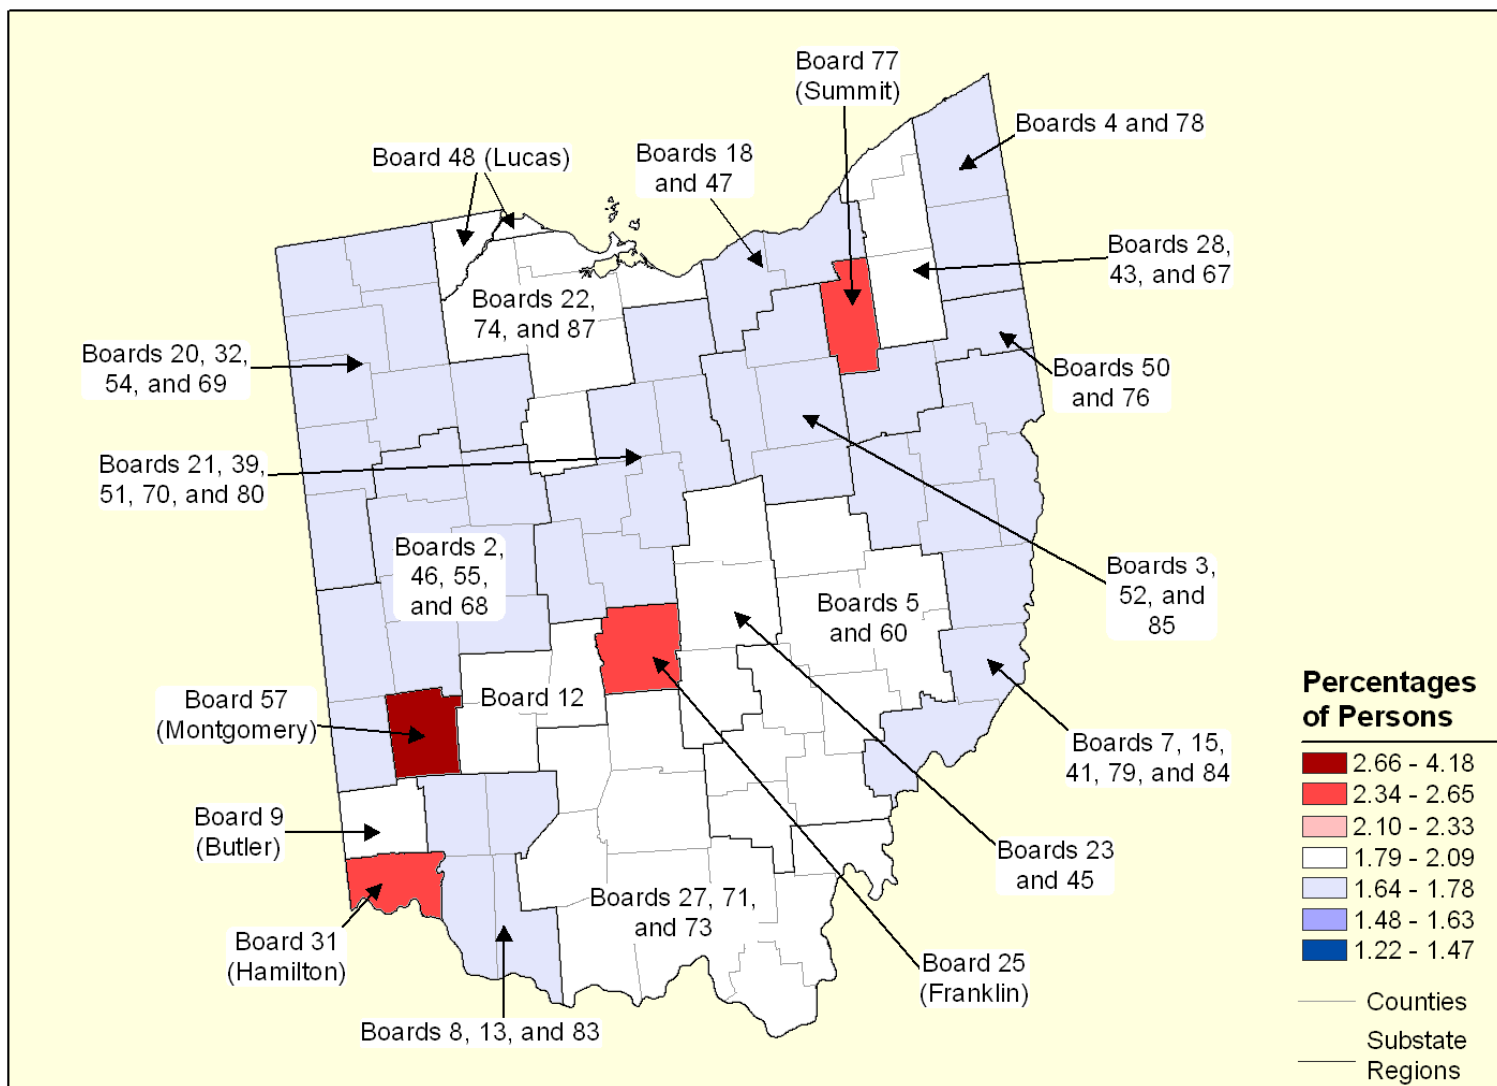 Board 77
(Summit)
Boards 4 and 78
Board 48 (Lucas)
Boards 18
and 47
Boards 28,
43, and 67
Boards 22,
74, and 87
Boards 20, 32,
54, and 69
Boards 50
and 76
Boards 21, 39,
51, 70, and 80
Boards 2,
46, 55,
and 68
Boards 3,
52, and
85
Boards 5
and 60
Board 57
(Montgomery)
Board 12
Boards 7, 15,
41, 79, and 84
Board 9
(Butler)
Boards 23
and 45
Boards 27, 71,
and 73
Board 31
(Hamilton)
Board 25
(Franklin)
Boards 8, 13, and 83
Percentages
of Persons
2.66 - 4.18
2.34 - 2.65
2.10 - 2.33
1.79 - 2.09
1.64 - 1.78
1.48 - 1.63
1.22 - 1.47
Counties
Substate
Regions